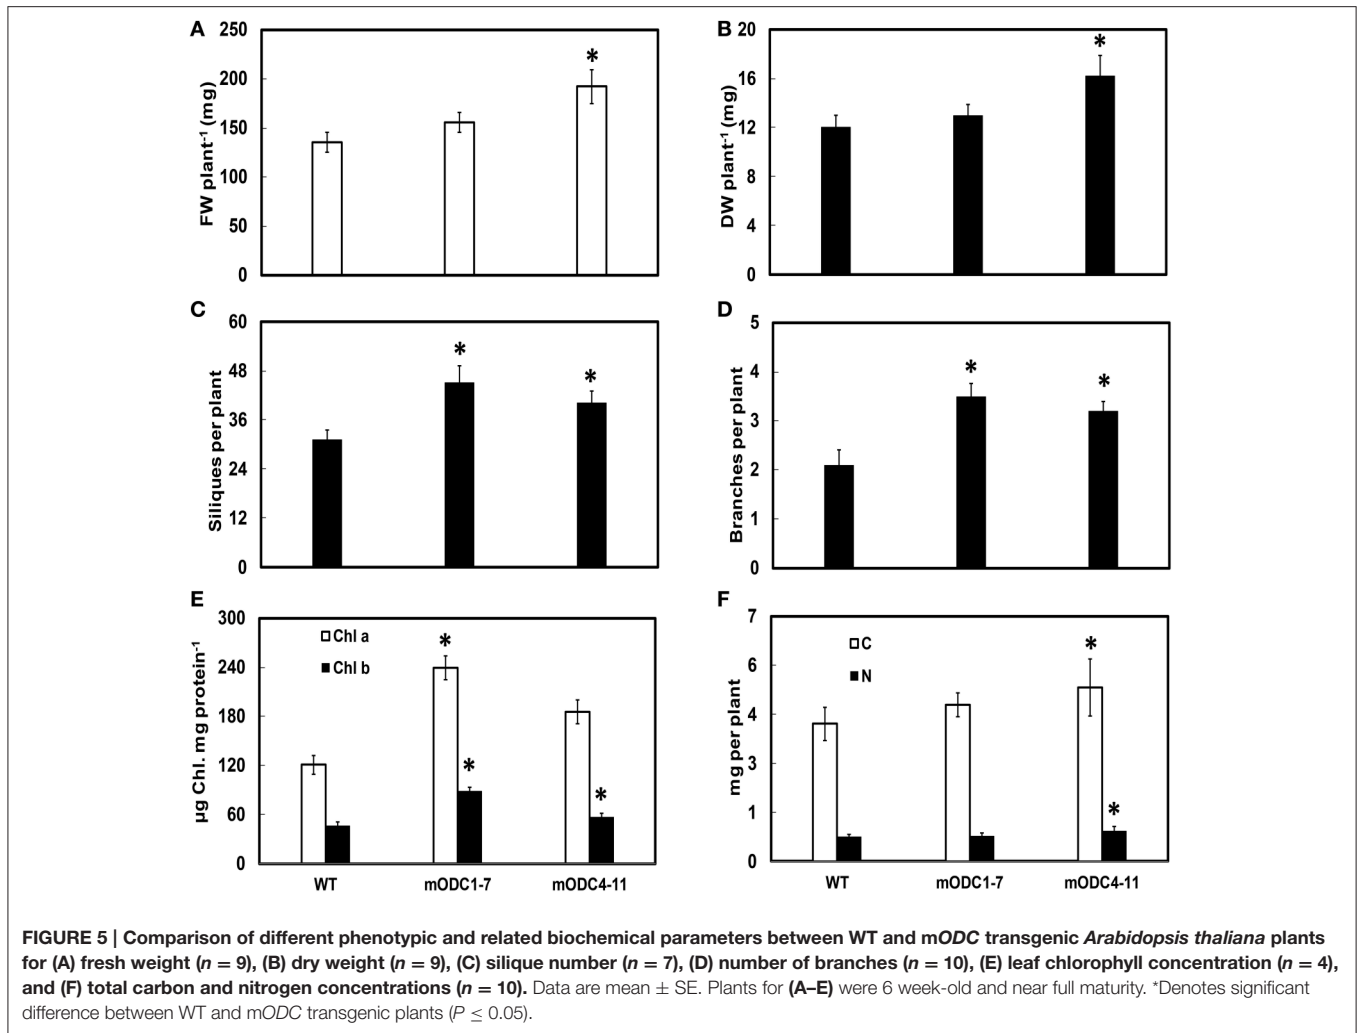 A
250
200
150
100
50
0
FW plant⁻¹ (mg)
*
B
20
16
12
8
4
0
DW plant⁻¹ (mg)
*
C
60
48
36
24
12
0
Siliques per plant
*
*
D
5
4
3
2
1
0
Branches per plant
*
*
E
300
240
180
120
60
0
µg Chl. mg protein⁻¹
Chl a
Chl b
*
*
*
WT
mODC1-7
mODC4-11
F
7
6
4
3
1
0
mg per plant
C
N
*
*
WT
mODC1-7
mODC4-11
FIGURE 5 | Comparison of different phenotypic and related biochemical parameters between WT and mODC transgenic Arabidopsis thaliana plants
for (A) fresh weight (n = 9), (B) dry weight (n = 9), (C) silique number (n = 7), (D) number of branches (n = 10), (E) leaf chlorophyll concentration (n = 4),
and (F) total carbon and nitrogen concentrations (n = 10). Data are mean ± SE. Plants for (A–E) were 6 week-old and near full maturity. *Denotes significant
difference between WT and mODC transgenic plants (P ≤ 0.05).